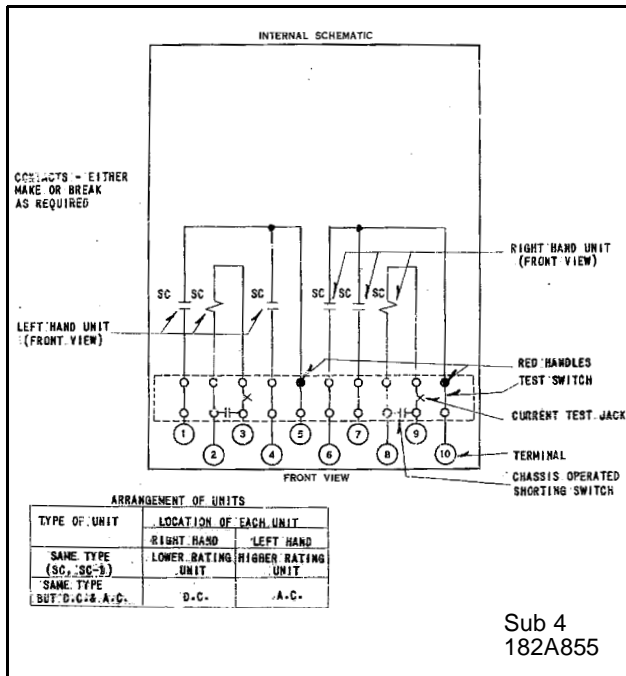 INTERNAL SCHEMATIC
CONTACTS - EITHER
MAKE OR BREAK
AS REQUIRED
RIGHT HAND UNIT
(FRONT VIEW)
SC SC SC SC SC
LEFT HAND UNIT
(FRONT VIEW)
RED HANDLES
TEST SWITCH
CURRENT TEST JACK
1 3 5 7 9
2 4 6 8 10
TERMINAL
FRONT VIEW
CHASSIS OPERATED
SHORTING SWITCH
ARRANGEMENT OF UNITS
TYPE OF UNIT LOCATION OF EACH UNIT
RIGHT HAND LEFT HAND
SAME TYPE LOWER RATING HIGHER RATING
(SC, SC-1) UNIT UNIT
SAME TYPE
BUT D.C. & A.C. D.C. A.C.
Sub 4
182A855